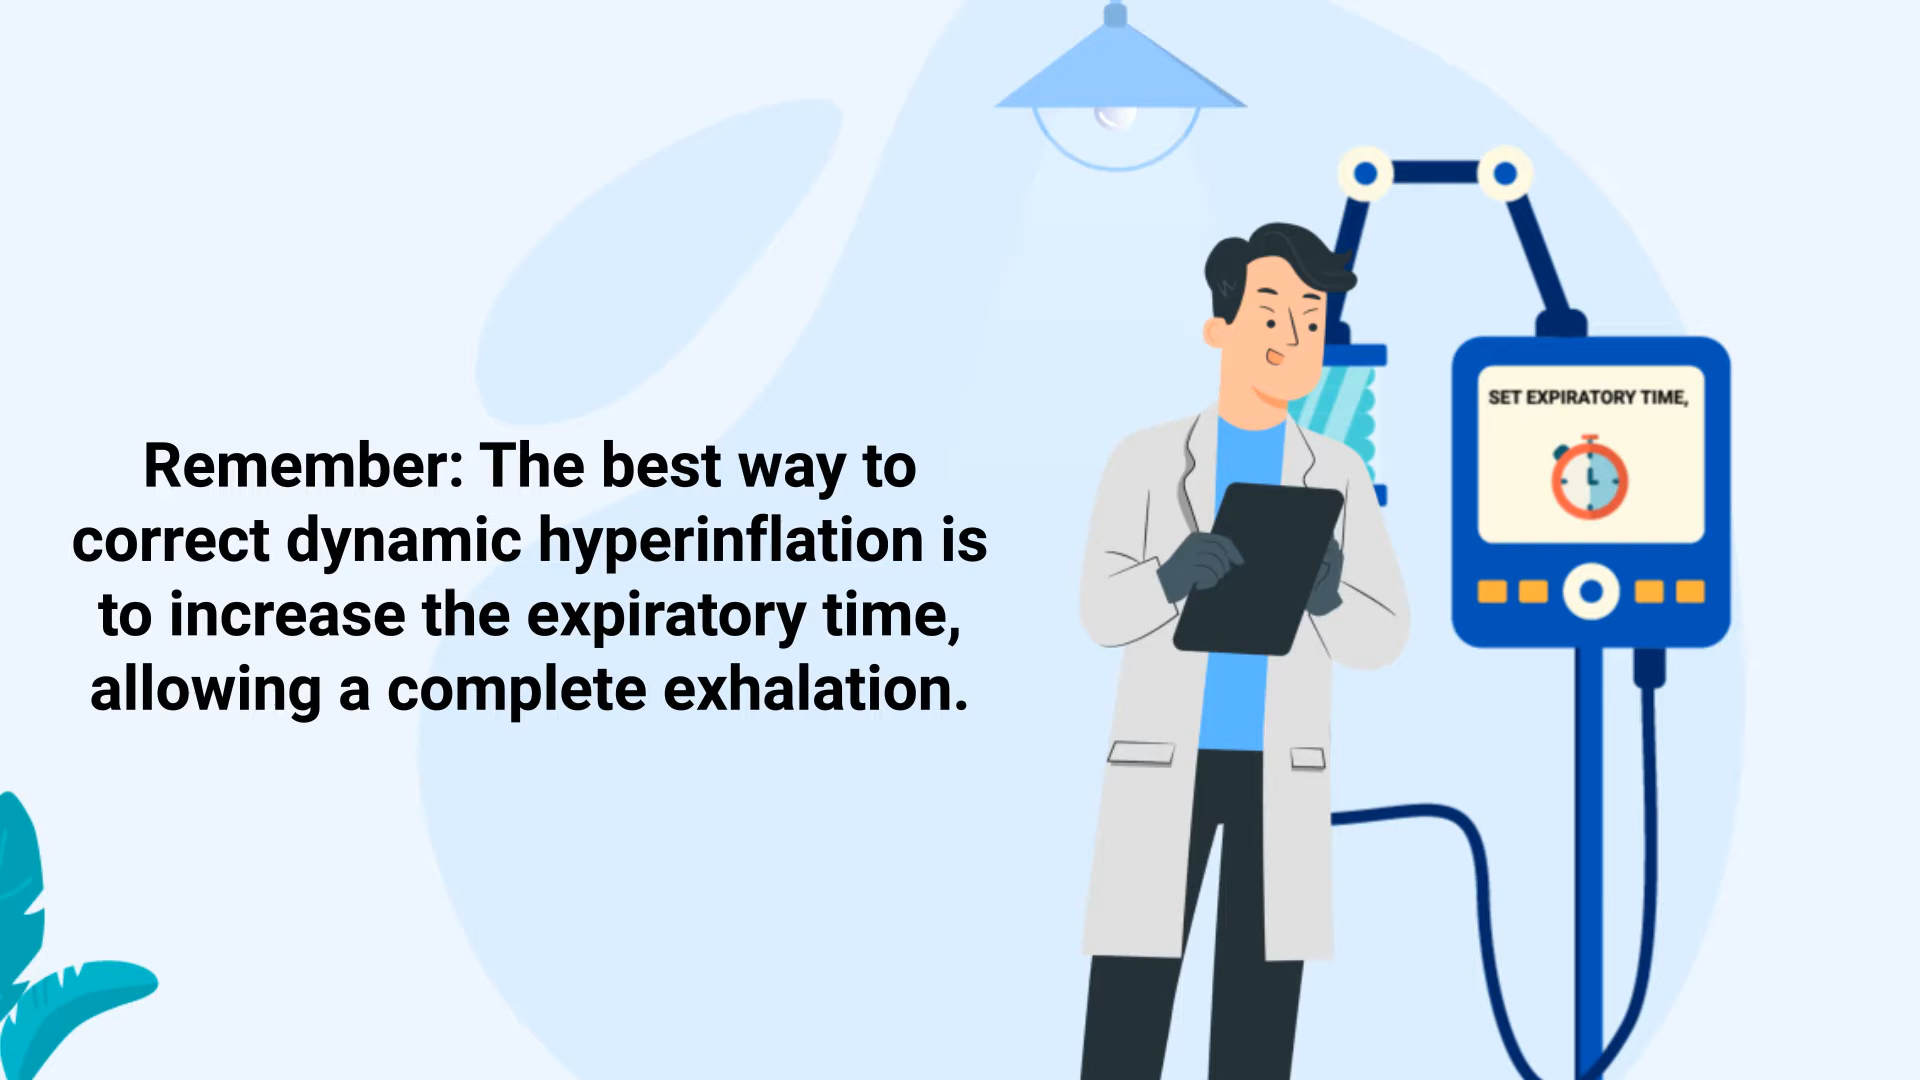 Remember: The best way to
correct dynamic hyperinflation is
to increase the expiratory time,
allowing a complete exhalation.
SET EXPIRATORY TIME,